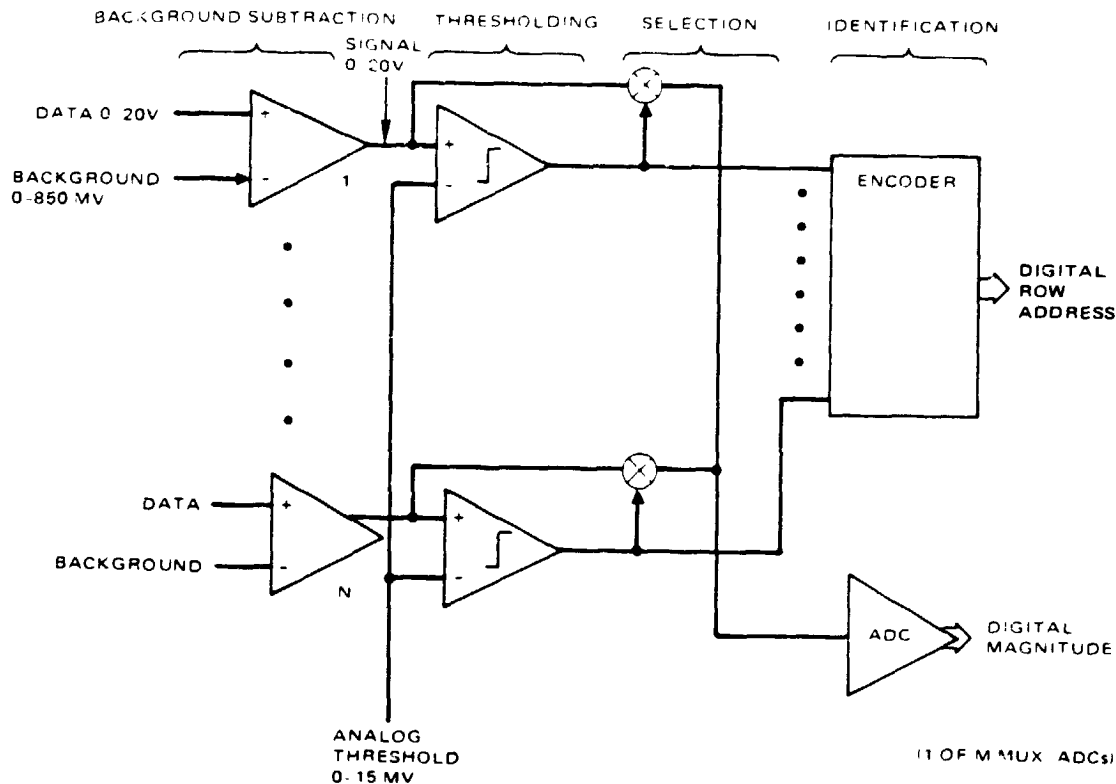 BACKGROUND SUBTRACTION
THRESHOLDING
SELECTION
IDENTIFICATION
SIGNAL
0 20V
DATA 0 20V
+
BACKGROUND
0-850 MV
-
1
+
-
ENCODER
DIGITAL
ROW
ADDRESS
DATA
+
BACKGROUND
-
N
+
-
ADC
DIGITAL
MAGNITUDE
ANALOG
THRESHOLD
0-15 MV
(1 OF M MUX ADCs)